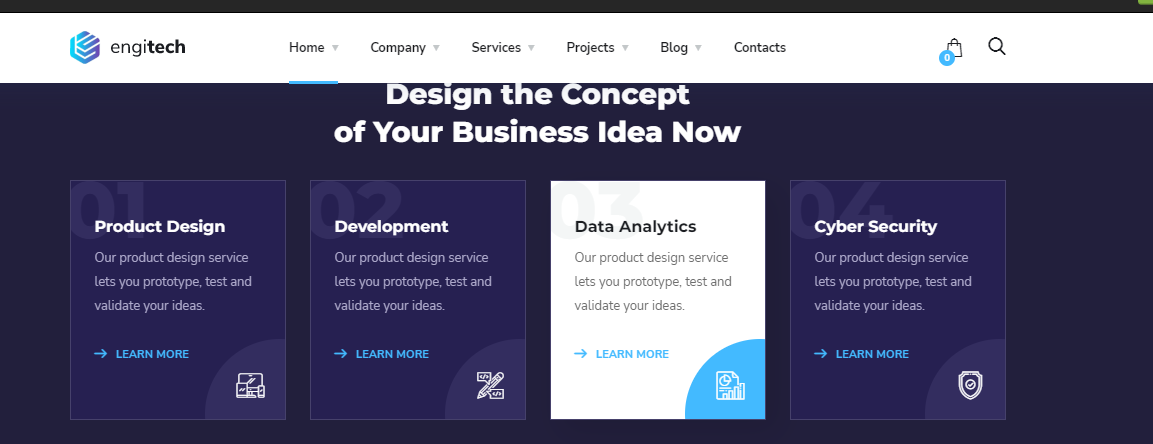 engitech
Home Company Services Projects Blog Contacts
0
Design the Concept
of Your Business Idea Now
01
Product Design
Our product design service
lets you prototype, test and
validate your ideas.
LEARN MORE
02
Development
Our product design service
lets you prototype, test and
validate your ideas.
LEARN MORE
03
Data Analytics
Our product design service
lets you prototype, test and
validate your ideas.
LEARN MORE
04
Cyber Security
Our product design service
lets you prototype, test and
validate your ideas.
LEARN MORE